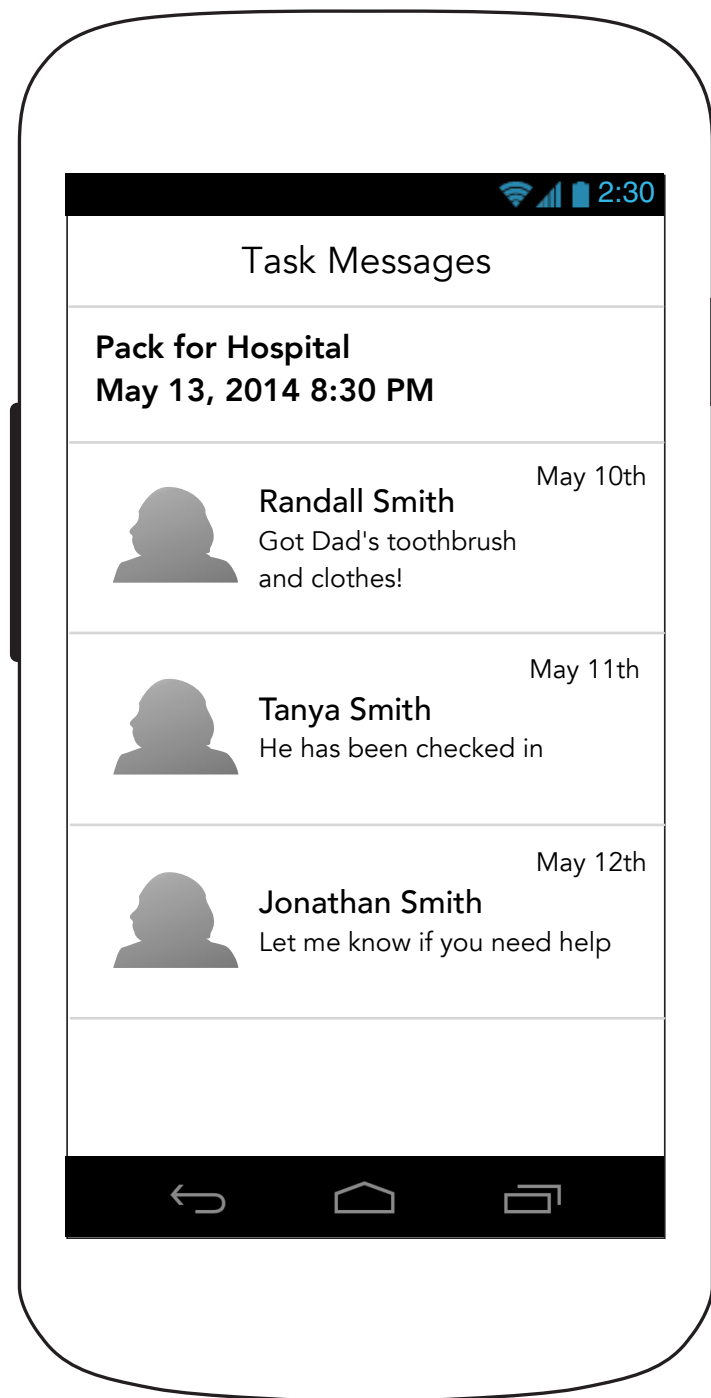 2:30
Task Messages
Pack for Hospital
May 13, 2014 8:30 PM
May 10th
Randall Smith
Got Dad's toothbrush
and clothes!
May 11th
Tanya Smith
He has been checked in
May 12th
Jonathan Smith
Let me know if you need help